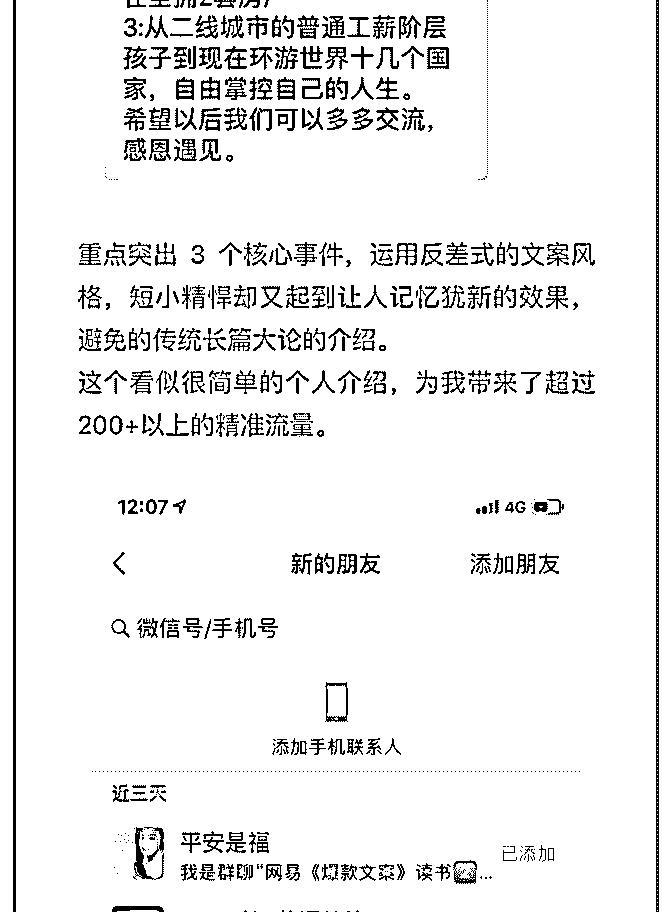 3:从二线城市的普通工薪阶层
孩子到现在环游世界十几个国
家，自由掌控自己的人生。
希望以后我们可以多多交流，
感恩遇见。
重点突出 3 个核心事件，运用反差式的文案风
格，短小精悍却又起到让人记忆犹新的效果，
避免的传统长篇大论的介绍。
这个看似很简单的个人介绍，为我带来了超过
200+以上的精准流量。
12:07 4G
新的朋友 添加朋友
微信号/手机号
添加手机联系人
近三天
平安是福
我是群聊“网易《爆款文案》读书...
已添加